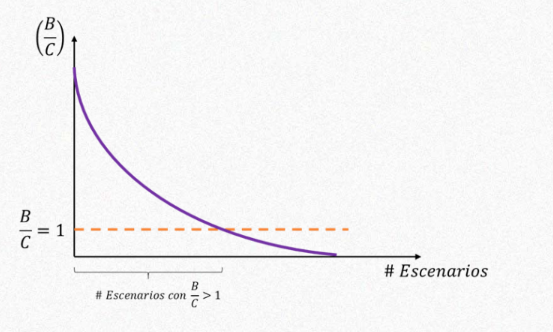 (B/C)
B/C = 1
# Escenarios
# Escenarios con B/C > 1